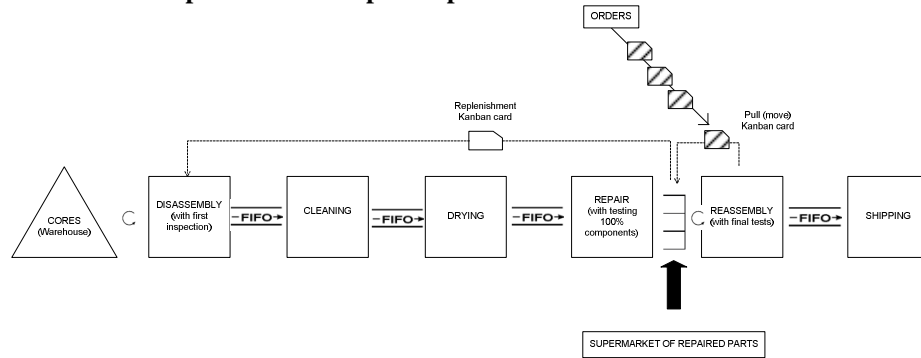 ORDERS
Replenishment
Kanban card
Pull (move)
Kanban card
CORES
(Warehouse)
DISASSEMBLY
(with first
inspection)
FIFO
CLEANING
FIFO
DRYING
FIFO
REPAIR
(with testing
100%
components)
REASSEMBLY
(with final tests)
FIFO
SHIPPING
SUPERMARKET OF REPAIRED PARTS